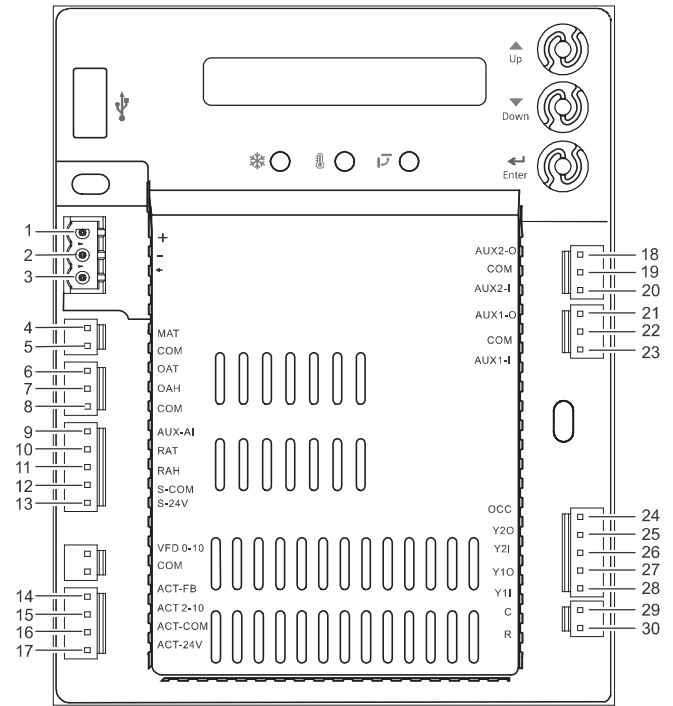 Up
Down
Enter
1
2
3
4
5
6
7
8
9
10
11
12
13
14
15
16
17
+
-
MAT
COM
OAT
OAH
COM
AUX-AI
RAT
RAH
S-COM
S-24V
VFD 0-10
COM
ACT-FB
ACT 2-10
ACT-COM
ACT-24V
AUX2-O
COM
AUX2-I
AUX1-O
COM
AUX1-I
OCC
Y2O
Y2I
Y1O
Y1I
C
R
18
19
20
21
22
23
24
25
26
27
28
29
30